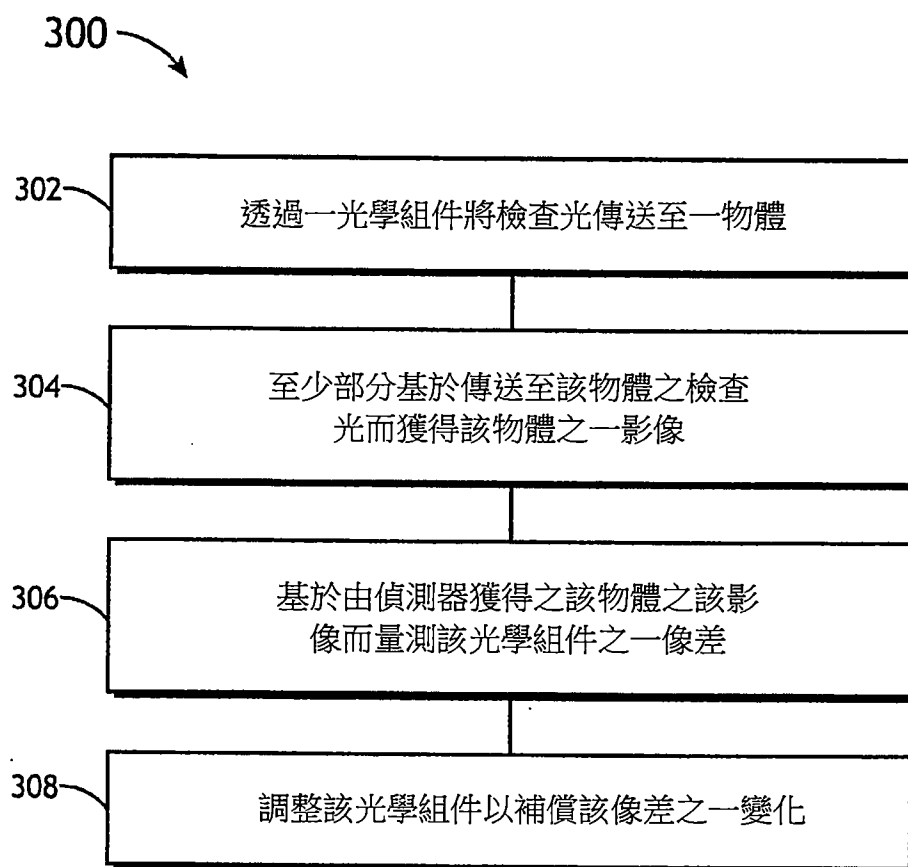 300
302
透過一光學組件將檢查光傳送至一物體
304
至少部分基於傳送至該物體之檢查
光而獲得該物體之一影像
306
基於由偵測器獲得之該物體之該影
像而量測該光學組件之一像差
308
調整該光學組件以補償該像差之一變化